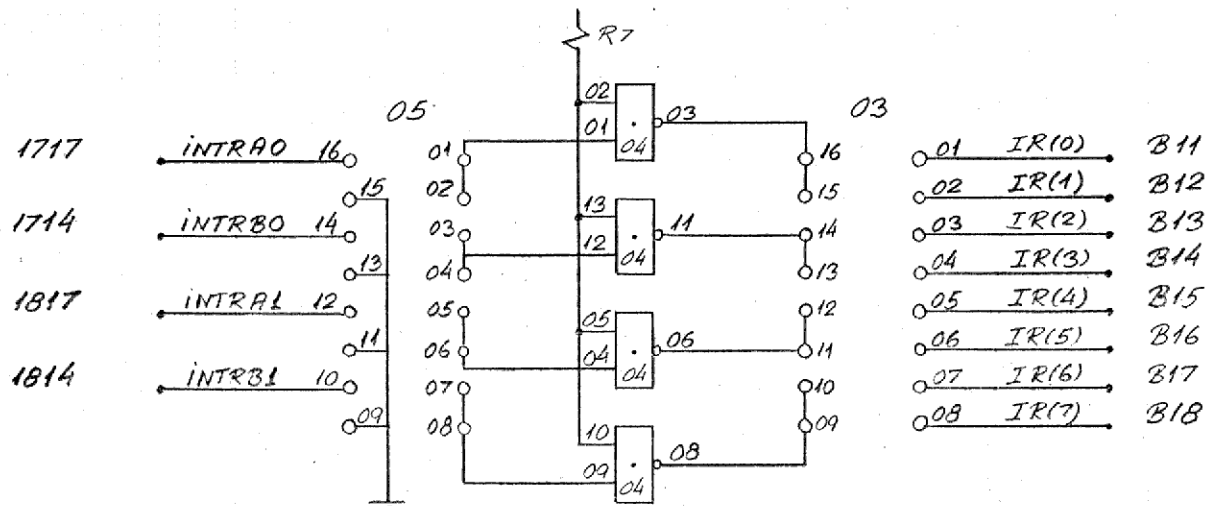 R7
05
03
02
03
01
04
1717
INTRA0 16
01
16
01 IR(0)
B11
15
02
15
02 IR(1)
B12
13
1714
INTRB0 14
03
11
14
03 IR(2)
B13
12
04
13
04
13
04 IR(3)
B14
1817
INTRA1 12
05
05
12
05 IR(4)
B15
11
06
04
06
11
06 IR(5)
B16
04
1814
INTRB1 10
07
10
07 IR(6)
B17
09
08
09
08 IR(7)
B18
10
08
09
04